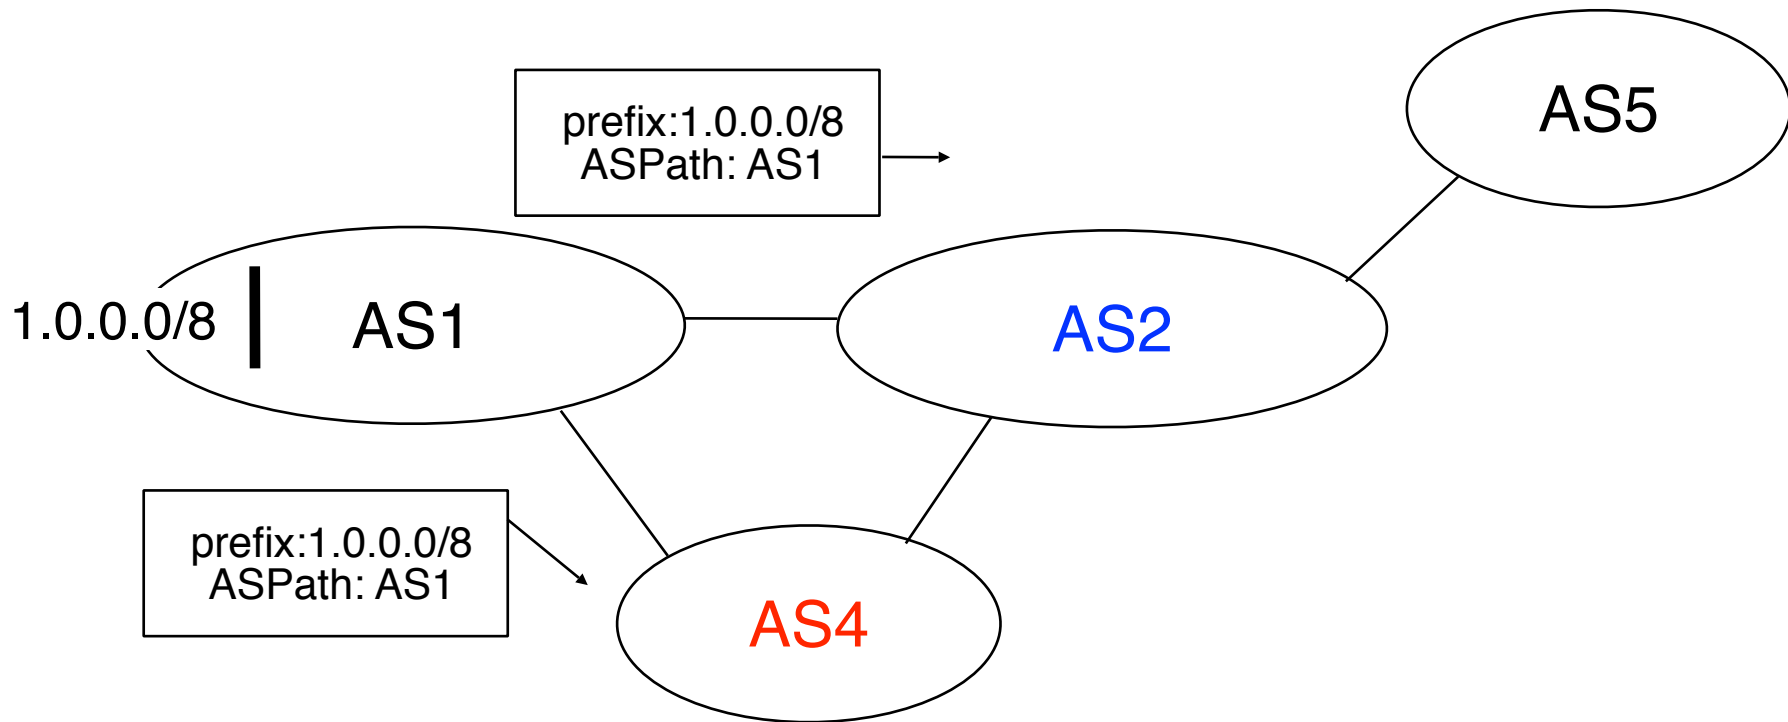 AS5
prefix:1.0.0.0/8
ASPath: AS1
1.0.0.0/8
AS1
AS2
prefix:1.0.0.0/8
ASPath: AS1
AS4